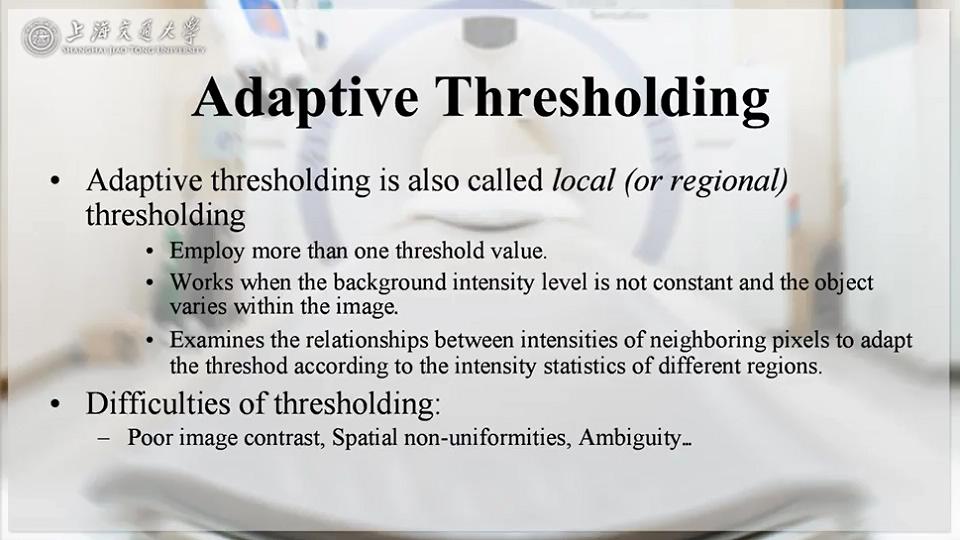 上海交通大学
SHANGHAI JIAO TONG UNIVERSITY
Adaptive Thresholding
• Adaptive thresholding is also called local (or regional)
thresholding
• Employ more than one threshold value.
• Works when the background intensity level is not constant and the object
varies within the image.
• Examines the relationships between intensities of neighboring pixels to adapt
the threshod according to the intensity statistics of different regions.
• Difficulties of thresholding:
– Poor image contrast, Spatial non-uniformities, Ambiguity...